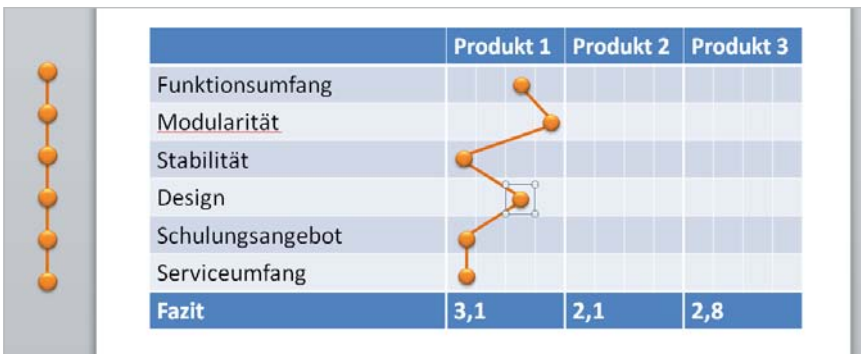 Produkt 1 Produkt 2 Produkt 3
Funktionsumfang
Modularität
Stabilität
Design
Schulungsangebot
Serviceumfang
Fazit 3,1 2,1 2,8